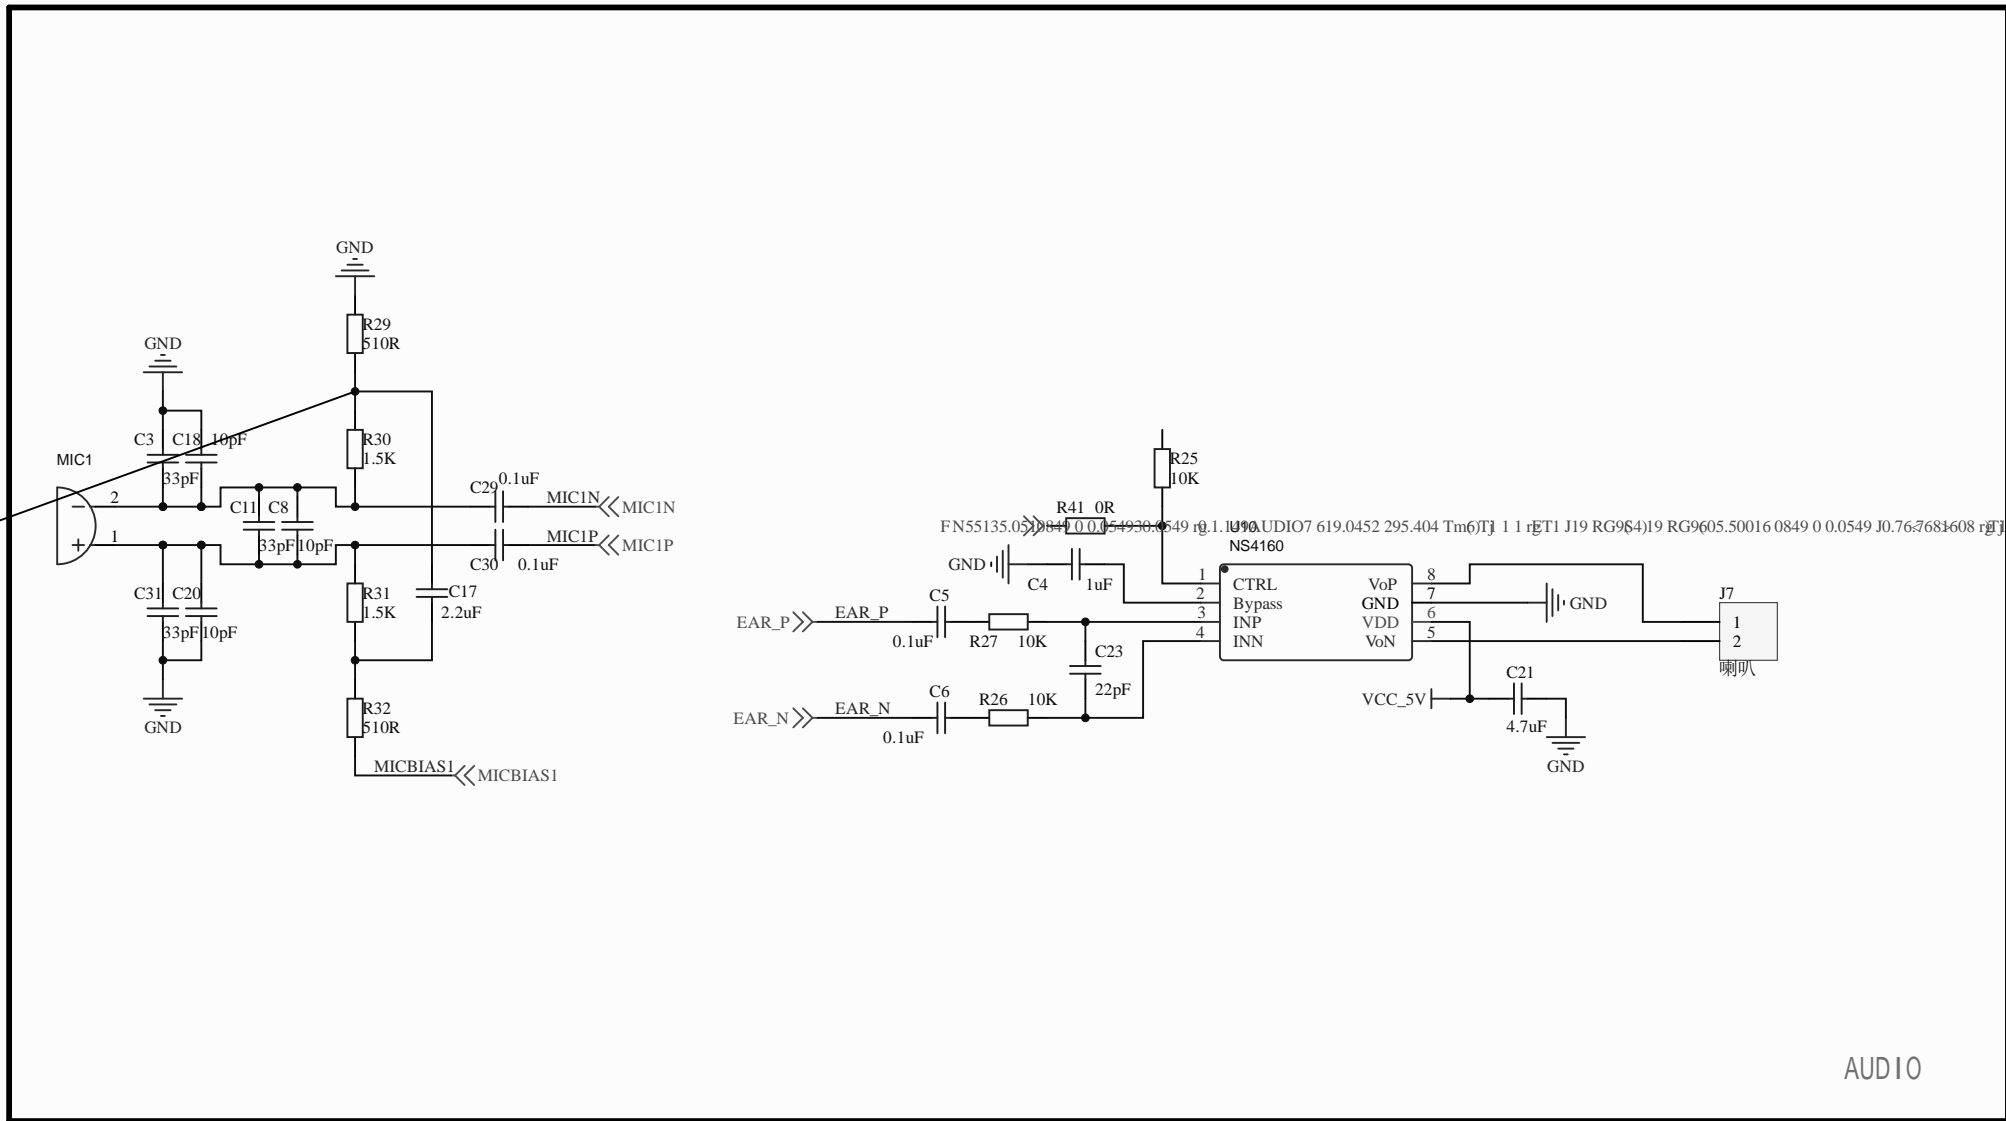 GND
R29
510R
GND
C3 C18 10pF
33pF
R30
1.5K
MIC1
2
1
C11 C8
33pF 10pF
C29 0.1uF
MIC1N MIC1N
MIC1P MIC1P
C30 0.1uF
C31 C20
33pF 10pF
R31
1.5K
C17
2.2uF
GND
R32
510R
MICBIAS1 MICBIAS1
R25
10K
R41 0R
NS4160
GND
C4 1uF
1 CTRL
2 Bypass
3 INP
4 INN
VoP 8
GND 7
VDD 6
VoN 5
EAR_P EAR_P
C5
0.1uF
R27 10K
C23
22pF
EAR_N EAR_N
C6
0.1uF
R26 10K
GND
J7
1
2
喇叭
VCC_5V
C21
4.7uF
GND
AUDIO